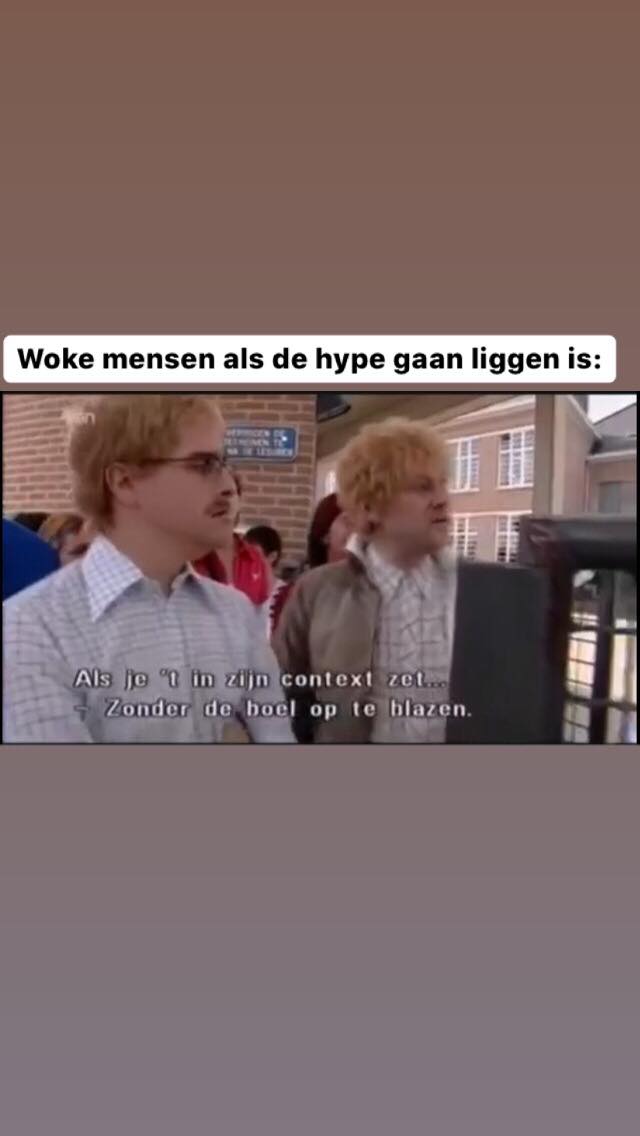 Woke mensen als de hype gaan liggen is:
Als je 't in zijn context zet...
- Zonder de boel op te blazen.